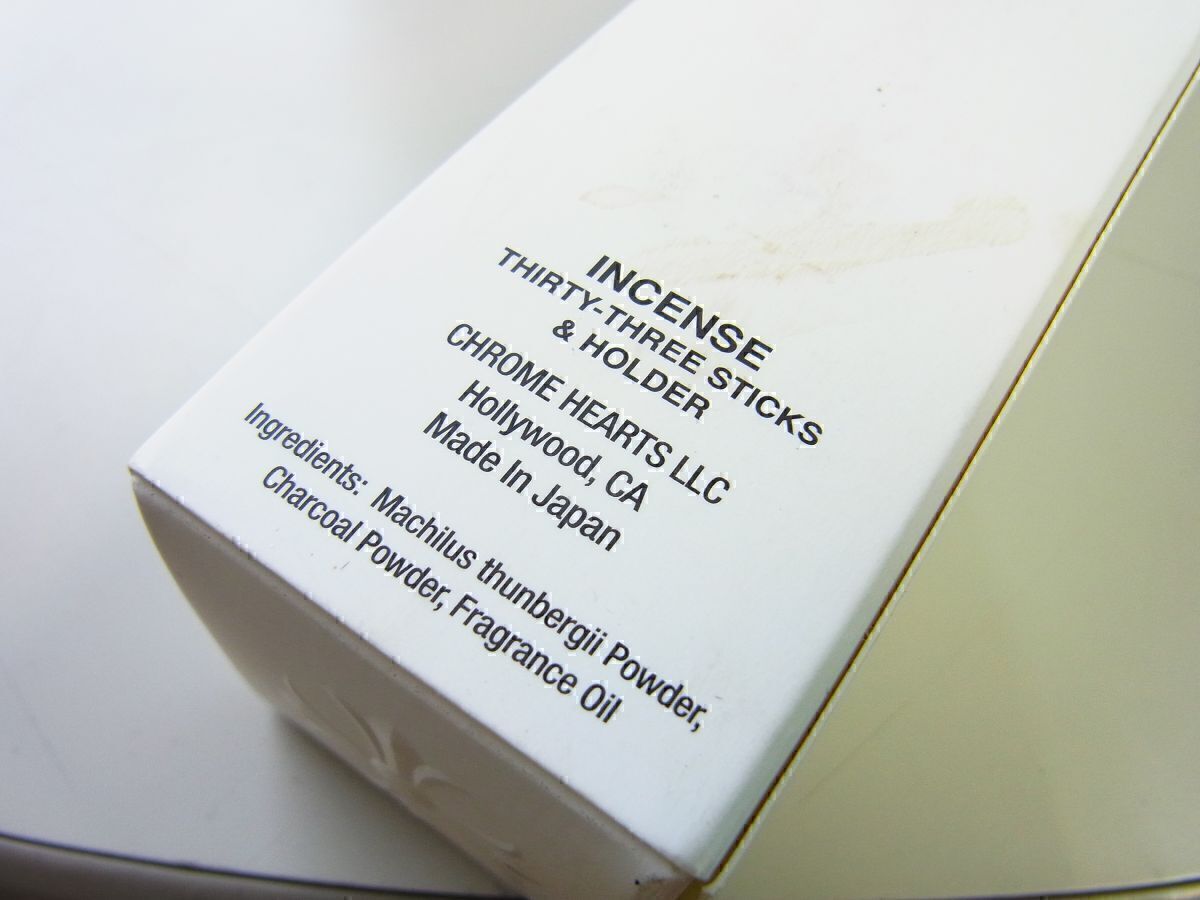 INCENSE
THIRTY-THREE STICKS
& HOLDER
CHROME HEARTS LLC
Hollywood, CA
Made In Japan
Ingredients: Machilus thunbergii Powder,
Charcoal Powder, Fragrance Oil